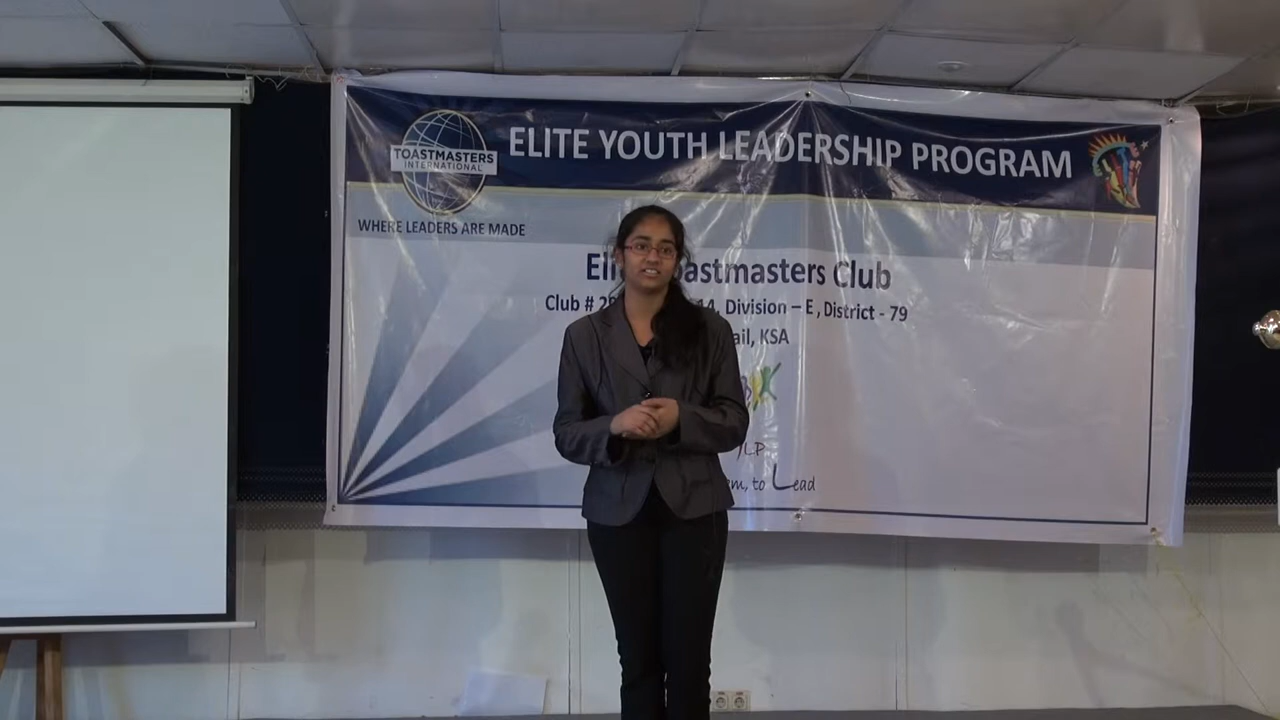 TOASTMASTERS
INTERNATIONAL
ELITE YOUTH LEADERSHIP PROGRAM
WHERE LEADERS ARE MADE
Toastmasters Club
Club # , Division – E , District - 79
KSA
to Lead